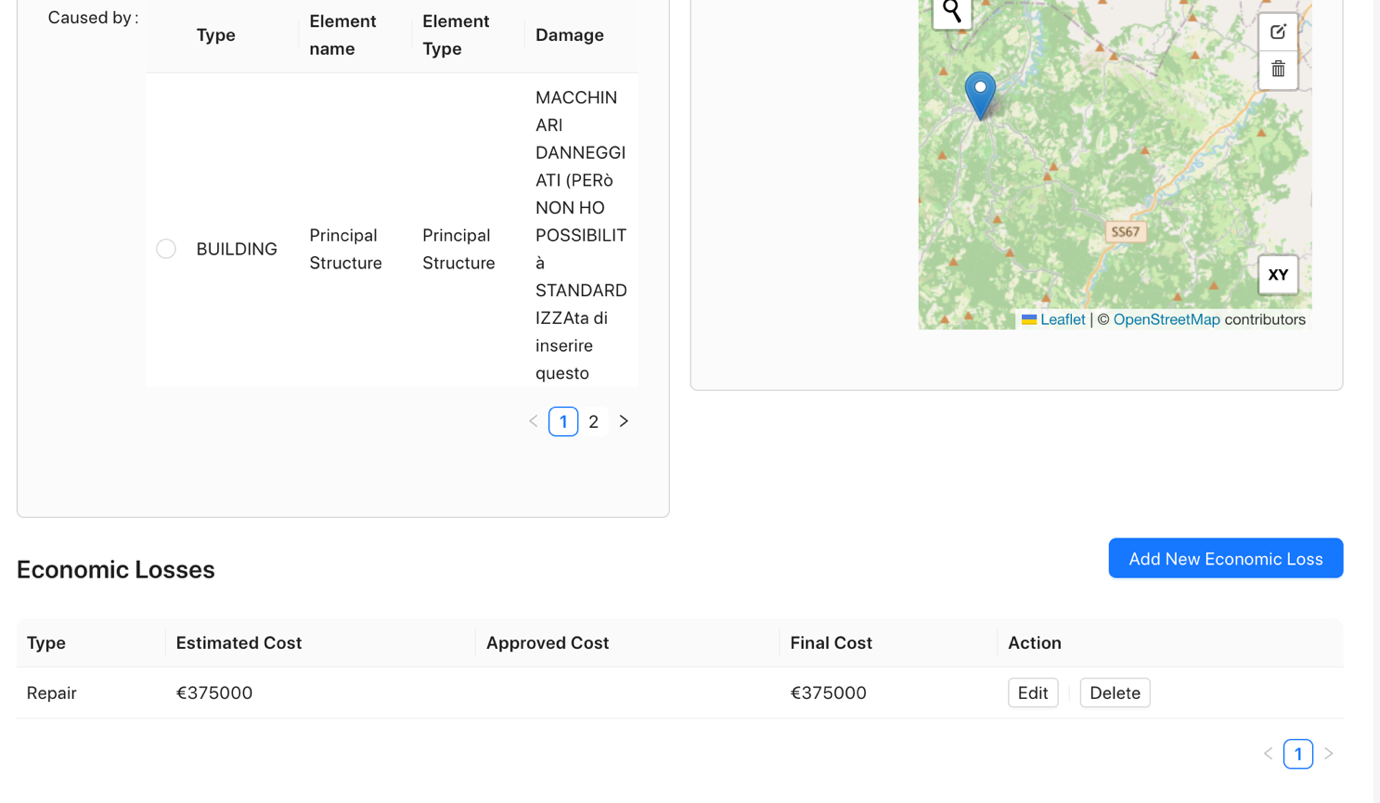 Caused by :
Type
Element name
Element Type
Damage
BUILDING
Principal
Structure
Principal
Structure
MACCHIN
ARI
DANNEGGI
ATI (PERò
NON HO
POSSIBILIT
à
STANDARD
IZZAta di
inserire
questo
1 2
SS67
XY
Leaflet | © OpenStreetMap contributors
Economic Losses
Add New Economic Loss
Type Estimated Cost Approved Cost Final Cost Action
Repair €375000 €375000 Edit Delete
1